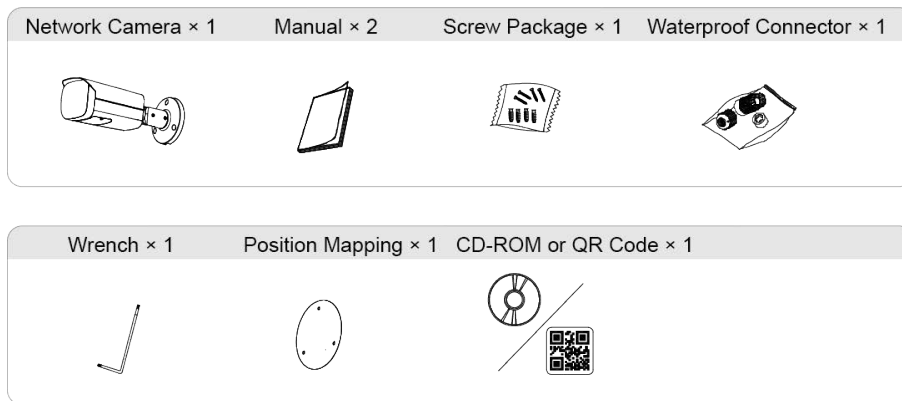 Network Camera × 1 Manual × 2 Screw Package × 1 Waterproof Connector × 1
Wrench × 1 Position Mapping × 1 CD-ROM or QR Code × 1